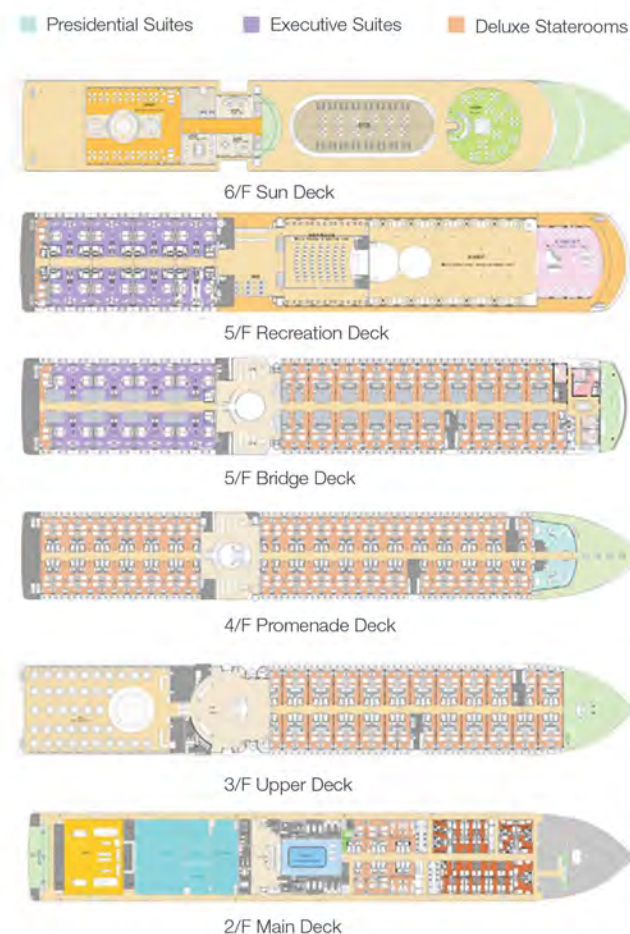 Presidential Suites
Executive Suites
Deluxe Staterooms
6/F Sun Deck
5/F Recreation Deck
5/F Bridge Deck
4/F Promenade Deck
3/F Upper Deck
2/F Main Deck